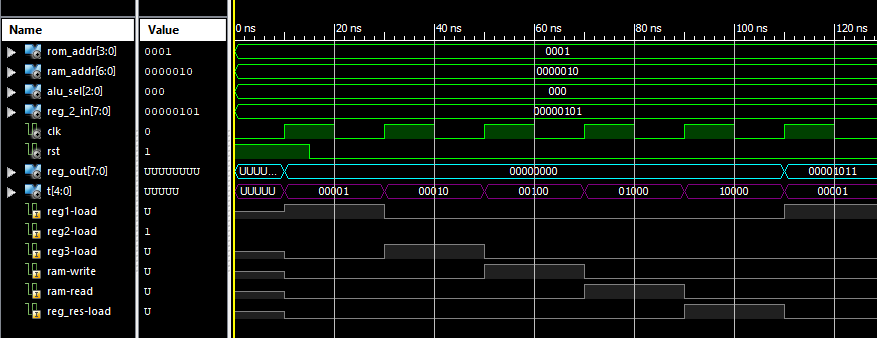 Name Value 0 ns 20 ns 40 ns 60 ns 80 ns 100 ns 120 ns
rom_addr[3:0] 0001 0001
ram_addr[6:0] 0000010 0000010
alu_sel[2:0] 000 000
reg_2_in[7:0] 00000101 00000101
clk 0
rst 1
reg_out[7:0] UUUUUUUU UUUU... 00000000 00001011
t[4:0] UUUUU UUUUU 00001 00010 00100 01000 10000 00001
reg1-load U
reg2-load 1
reg3-load U
ram-write U
ram-read U
reg_res-load U